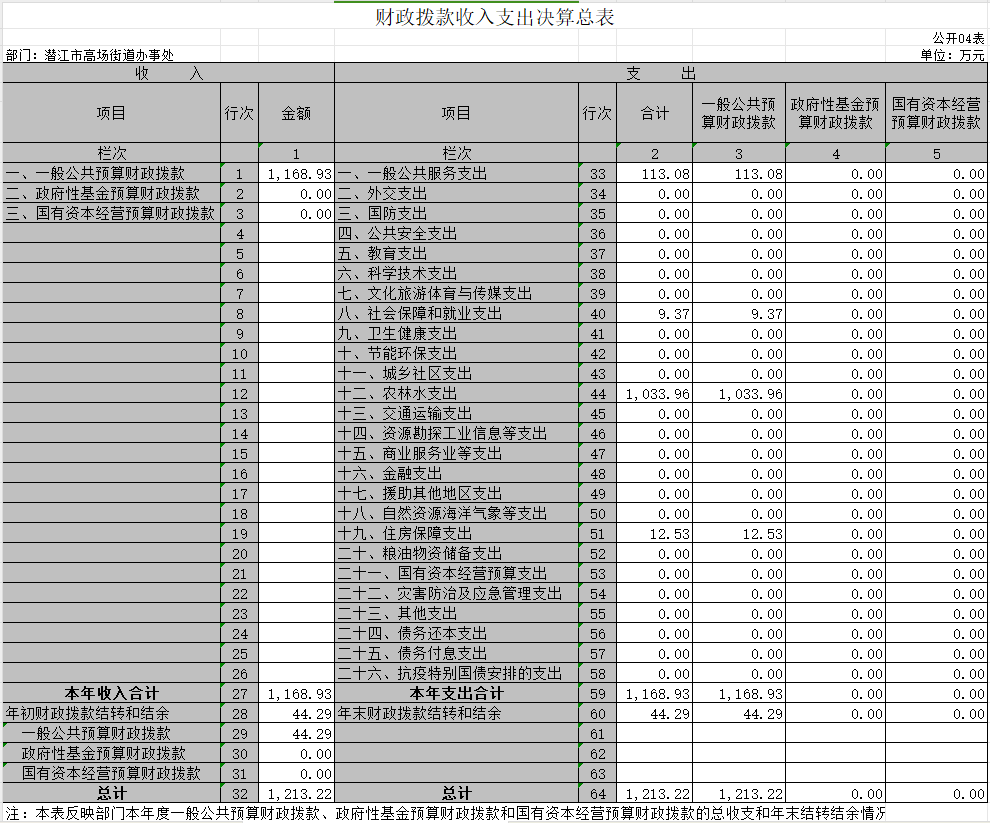 财政拨款收入支出决算总表
公开04表
部门：潜江市高场街道办事处 单位：万元
收 入 支 出
项目 行次 金额 项目 行次 合计 一般公共预算财政拨款 政府性基金预算财政拨款 国有资本经营预算财政拨款
栏次 1 栏次 2 3 4 5
一、一般公共预算财政拨款 1 1,168.93 一、一般公共服务支出 33 113.08 113.08 0.00 0.00
二、政府性基金预算财政拨款 2 0.00 二、外交支出 34 0.00 0.00 0.00 0.00
三、国有资本经营预算财政拨款 3 0.00 三、国防支出 35 0.00 0.00 0.00 0.00
4 四、公共安全支出 36 0.00 0.00 0.00 0.00
5 五、教育支出 37 0.00 0.00 0.00 0.00
6 六、科学技术支出 38 0.00 0.00 0.00 0.00
7 七、文化旅游体育与传媒支出 39 0.00 0.00 0.00 0.00
8 八、社会保障和就业支出 40 9.37 9.37 0.00 0.00
9 九、卫生健康支出 41 0.00 0.00 0.00 0.00
10 十、节能环保支出 42 0.00 0.00 0.00 0.00
11 十一、城乡社区支出 43 0.00 0.00 0.00 0.00
12 十二、农林水支出 44 1,033.96 1,033.96 0.00 0.00
13 十三、交通运输支出 45 0.00 0.00 0.00 0.00
14 十四、资源勘探工业信息等支出 46 0.00 0.00 0.00 0.00
15 十五、商业服务业等支出 47 0.00 0.00 0.00 0.00
16 十六、金融支出 48 0.00 0.00 0.00 0.00
17 十七、援助其他地区支出 49 0.00 0.00 0.00 0.00
18 十八、自然资源海洋气象等支出 50 0.00 0.00 0.00 0.00
19 十九、住房保障支出 51 12.53 12.53 0.00 0.00
20 二十、粮油物资储备支出 52 0.00 0.00 0.00 0.00
21 二十一、国有资本经营预算支出 53 0.00 0.00 0.00 0.00
22 二十二、灾害防治及应急管理支出 54 0.00 0.00 0.00 0.00
23 二十三、其他支出 55 0.00 0.00 0.00 0.00
24 二十四、债务还本支出 56 0.00 0.00 0.00 0.00
25 二十五、债务付息支出 57 0.00 0.00 0.00 0.00
26 二十六、抗疫特别国债安排的支出 58 0.00 0.00 0.00 0.00
本年收入合计 27 1,168.93 本年支出合计 59 1,168.93 1,168.93 0.00 0.00
年初财政拨款结转和结余 28 44.29 年末财政拨款结转和结余 60 44.29 44.29 0.00 0.00
一般公共预算财政拨款 29 44.29 61
政府性基金预算财政拨款 30 0.00 62
国有资本经营预算财政拨款 31 0.00 63
总计 32 1,213.22 总计 64 1,213.22 1,213.22 0.00 0.00
注：本表反映部门本年度一般公共预算财政拨款、政府性基金预算财政拨款和国有资本经营预算财政拨款的总收支和年末结转结余情况